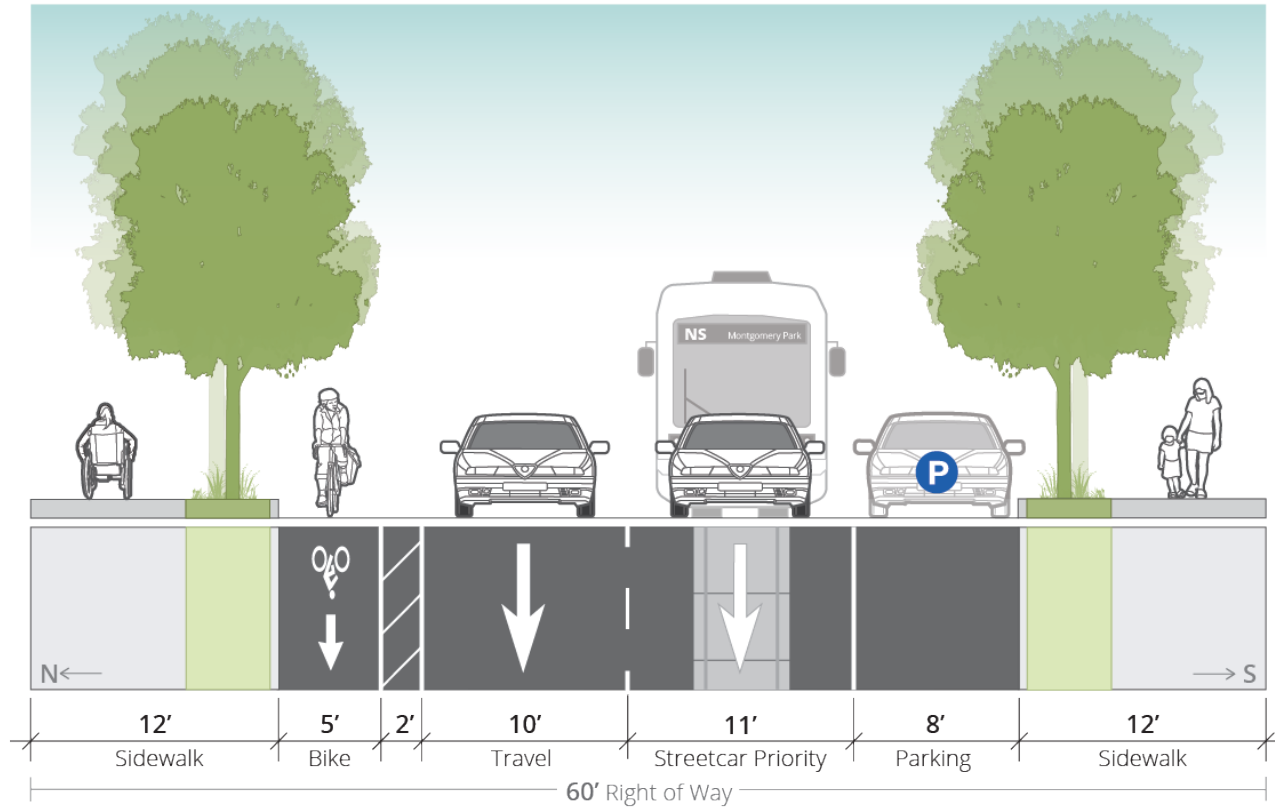 NS Montgomery Park
P
N
S
12’ 5’ 2’ 10’ 11’ 8’ 12’
Sidewalk Bike Travel Streetcar Priority Parking Sidewalk
60’ Right of Way